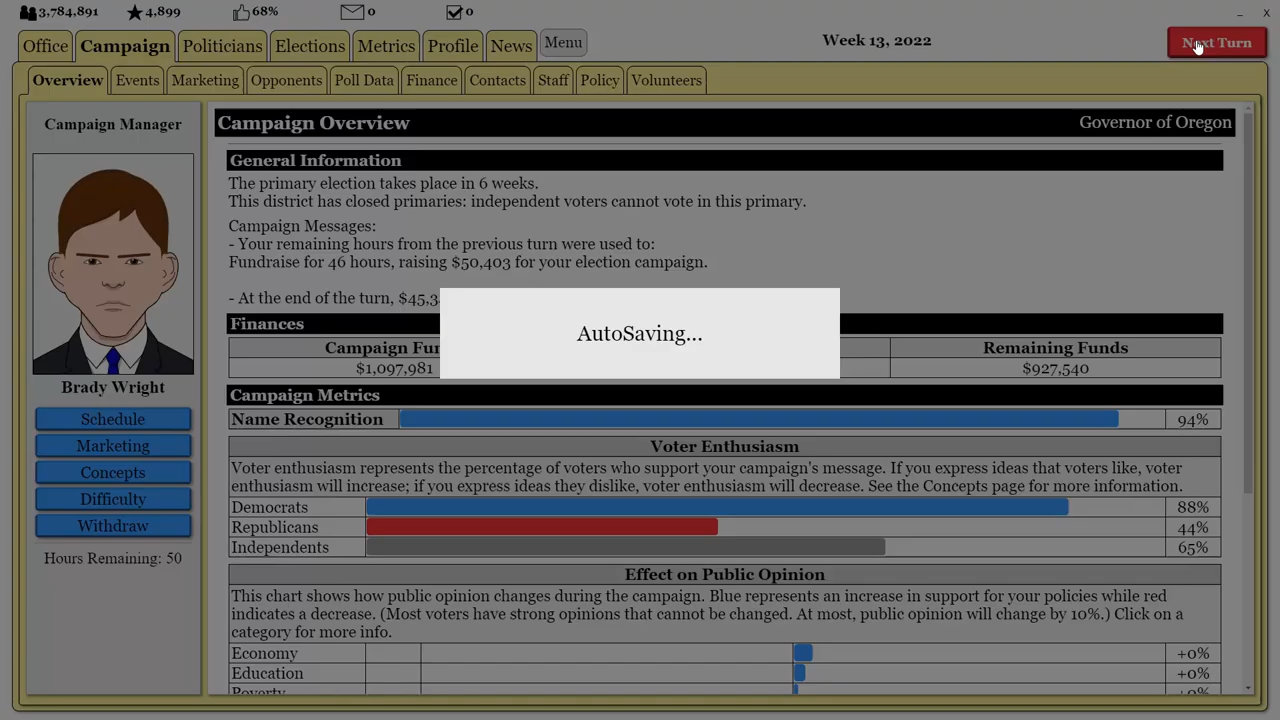 3,784,891 4,899 68% 0 0
_ X
Office Campaign Politicians Elections Metrics Profile News Menu Week 13, 2022 Next Turn
Overview Events Marketing Opponents Poll Data Finance Contacts Staff Policy Volunteers
Campaign Manager
Brady Wright
Schedule
Marketing
Concepts
Difficulty
Withdraw
Hours Remaining: 50
Campaign Overview Governor of Oregon
General Information
The primary election takes place in 6 weeks.
This district has closed primaries: independent voters cannot vote in this primary.
Campaign Messages:
- Your remaining hours from the previous turn were used to:
Fundraise for 46 hours, raising $50,403 for your election campaign.
- At the end of the turn, $45,3
AutoSaving...
Finances
Campaign Fun Remaining Funds
$1,097,981 $927,540
Campaign Metrics
Name Recognition 94%
Voter Enthusiasm
Voter enthusiasm represents the percentage of voters who support your campaign's message. If you express ideas that voters like, voter
enthusiasm will increase; if you express ideas they dislike, voter enthusiasm will decrease. See the Concepts page for more information.
Democrats 88%
Republicans 44%
Independents 65%
Effect on Public Opinion
This chart shows how public opinion changes during the campaign. Blue represents an increase in support for your policies while red
indicates a decrease. (Most voters have strong opinions that cannot be changed. At most, public opinion will change by 10%.) Click on a
category for more info.
Economy +0%
Education +0%
Poverty +0%